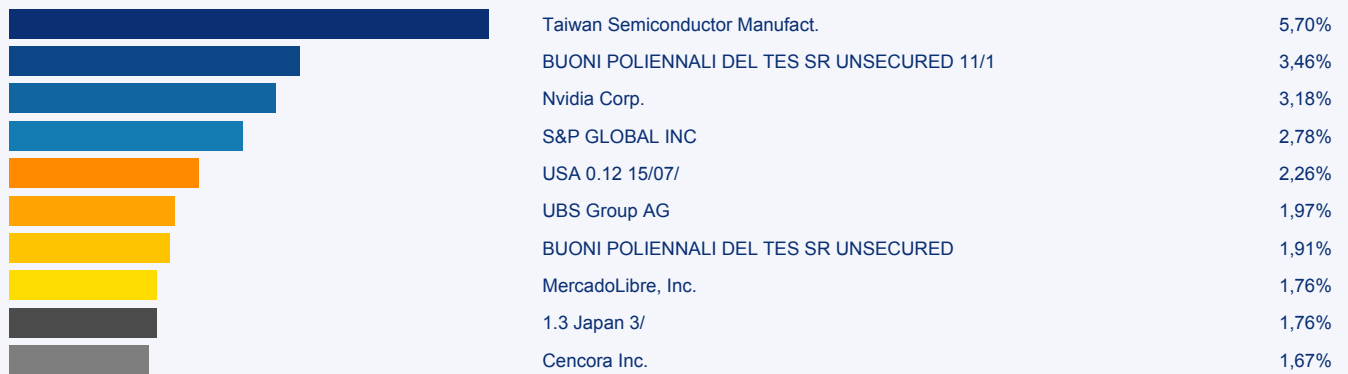 Taiwan Semiconductor Manufact. 5,70%
BUONI POLIENNALI DEL TES SR UNSECURED 11/1 3,46%
Nvidia Corp. 3,18%
S&P GLOBAL INC 2,78%
USA 0.12 15/07/ 2,26%
UBS Group AG 1,97%
BUONI POLIENNALI DEL TES SR UNSECURED 1,91%
MercadoLibre, Inc. 1,76%
1.3 Japan 3/ 1,76%
Cencora Inc. 1,67%